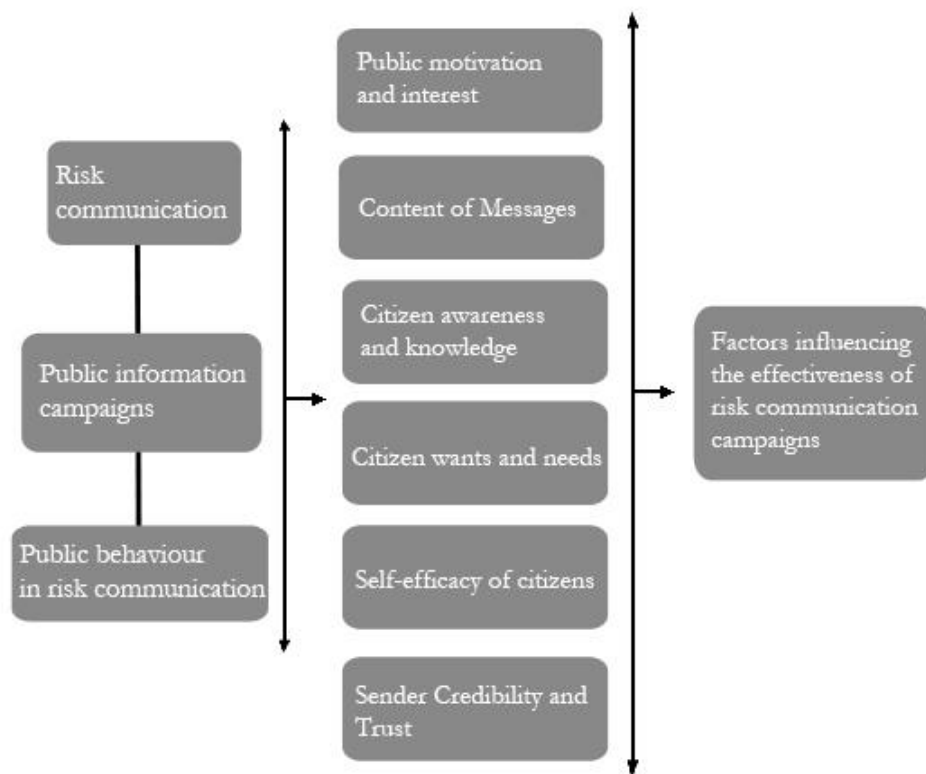 Risk
communication
Public information
campaigns
Public behaviour
in risk communication
Public motivation
and interest
Content of Messages
Citizen awareness
and knowledge
Citizen wants and needs
Self-efficacy of citizens
Sender Credibility and
Trust
Factors influencing
the effectiveness of
risk communication
campaigns